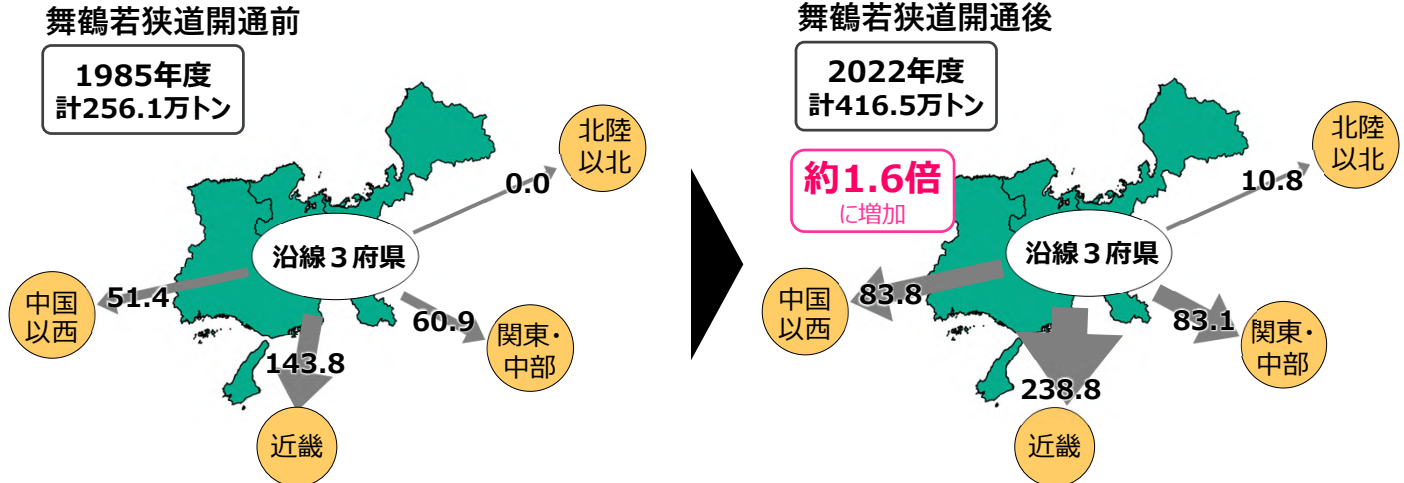 舞鶴若狭道開通前
1985年度
計256.1万トン
北陸
以北
0.0
沿線３府県
中国
以西
51.4
60.9
関東・
中部
143.8
近畿
舞鶴若狭道開通後
2022年度
計416.5万トン
約1.6倍
に増加
北陸
以北
10.8
沿線３府県
中国
以西
83.8
83.1
関東・
中部
238.8
近畿